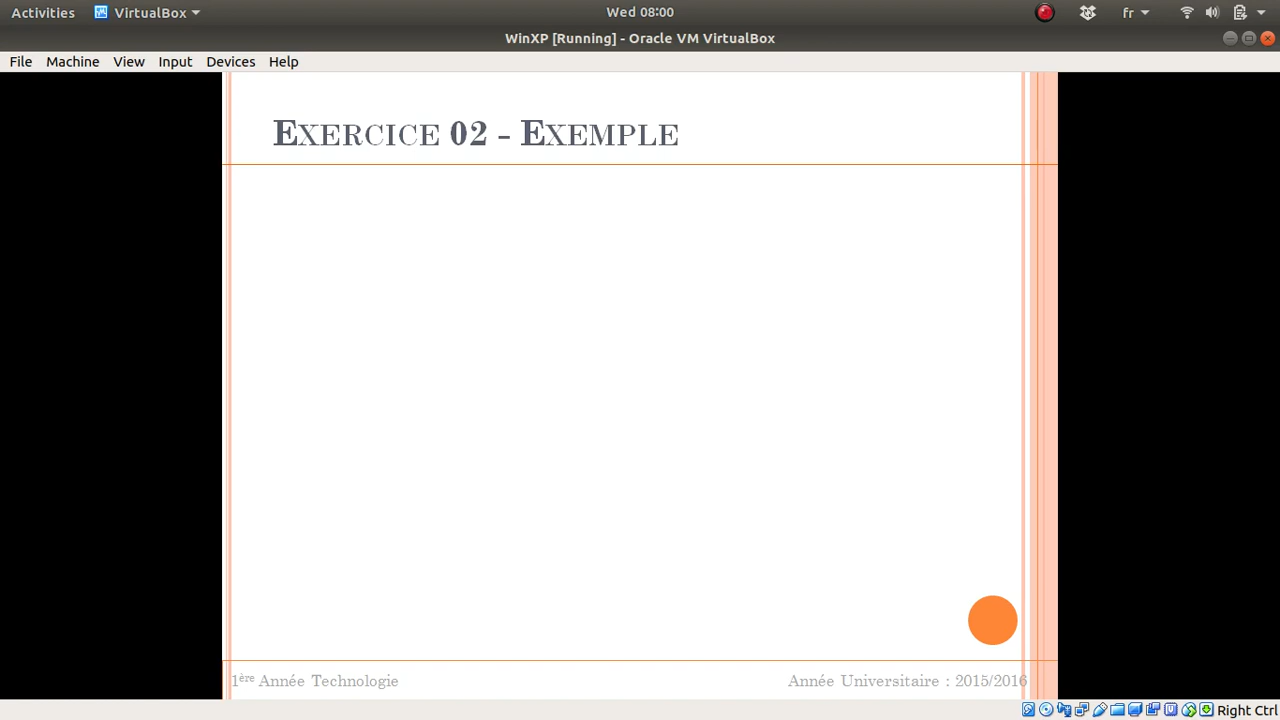 Activities VirtualBox Wed 08:00 fr
WinXP [Running] - Oracle VM VirtualBox
File Machine View Input Devices Help
EXERCICE 02 - EXEMPLE
1ère Année Technologie Année Universitaire : 2015/2016
Right Ctrl